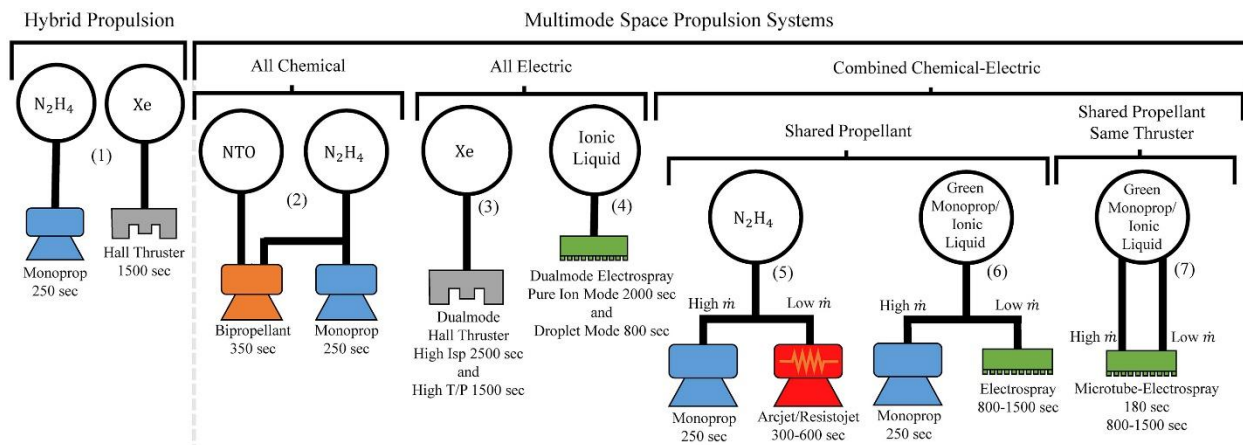 Hybrid Propulsion
Multimode Space Propulsion Systems
All Chemical
All Electric
Combined Chemical-Electric
Shared Propellant
Shared Propellant
Same Thruster
N₂H₄
Xe
(1)
Monoprop
250 sec
Hall Thruster
1500 sec
NTO
N₂H₄
(2)
Bipropellant
350 sec
Monoprop
250 sec
Xe
(3)
Dualmode
Hall Thruster
High Isp 2500 sec
and
High T/P 1500 sec
Ionic
Liquid
(4)
Dualmode Electrospray
Pure Ion Mode 2000 sec
and
Droplet Mode 800 sec
N₂H₄
(5)
High ṁ
Low ṁ
Monoprop
250 sec
Arcjet/Resistojet
300-600 sec
Green
Monoprop/
Ionic
Liquid
(6)
High ṁ
Low ṁ
Monoprop
250 sec
Electrospray
800-1500 sec
Green
Monoprop/
Ionic
Liquid
(7)
High ṁ
Low ṁ
Microtube-Electrospray
180 sec
800-1500 sec